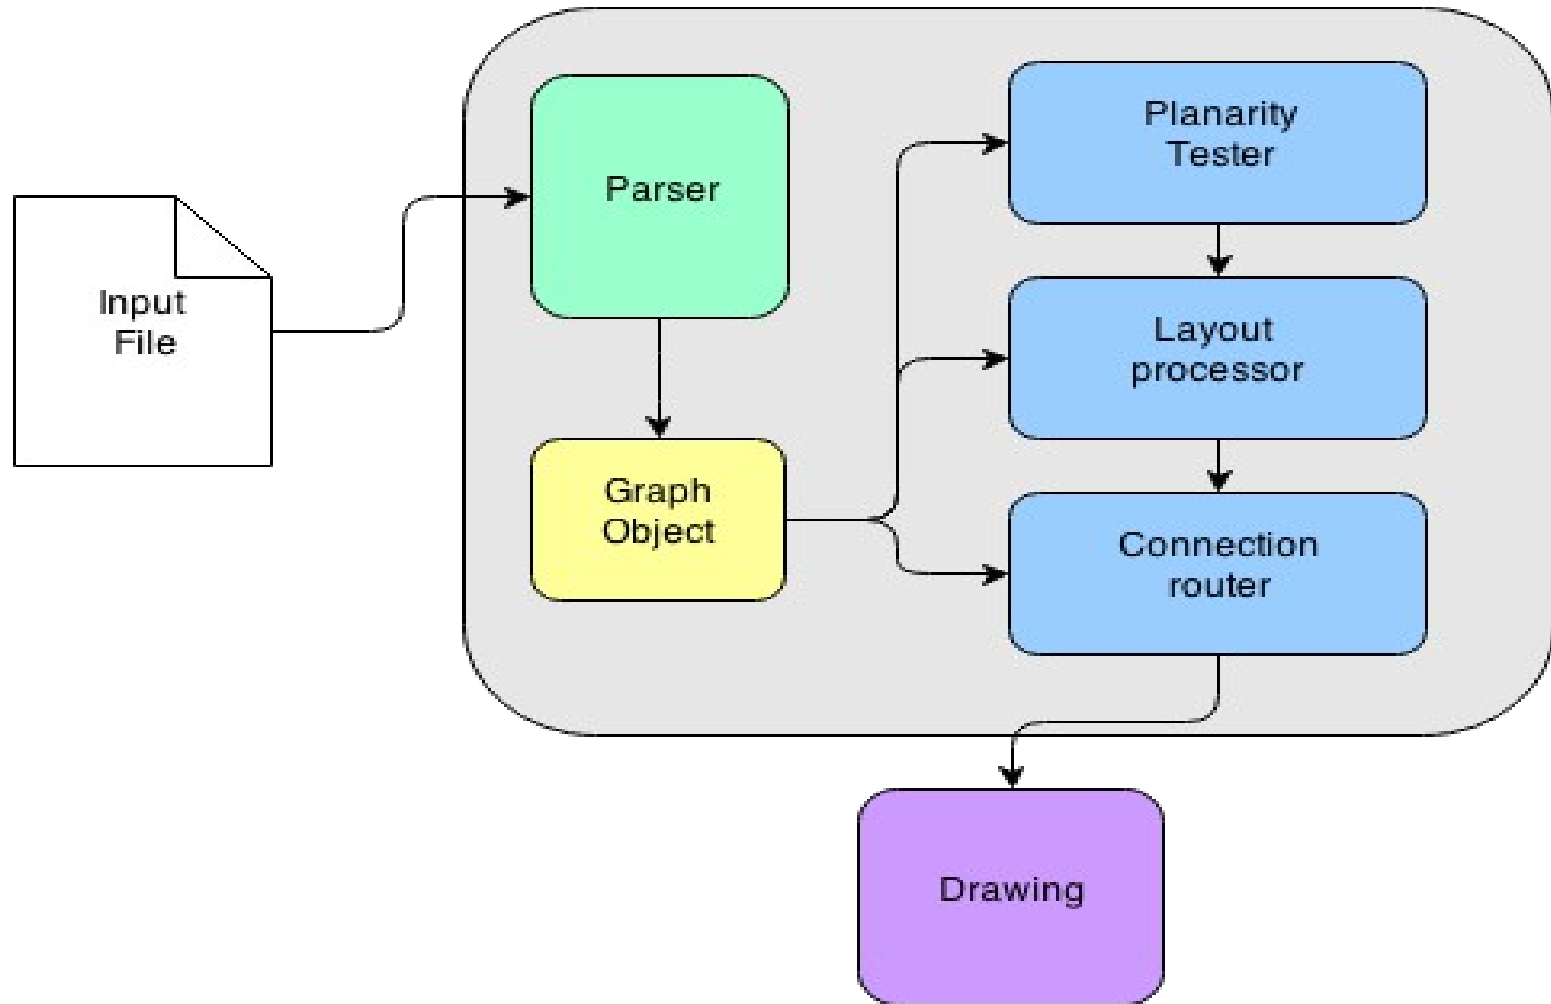 Input
File
Parser
Graph
Object
Planarity
Tester
Layout
processor
Connection
router
Drawing